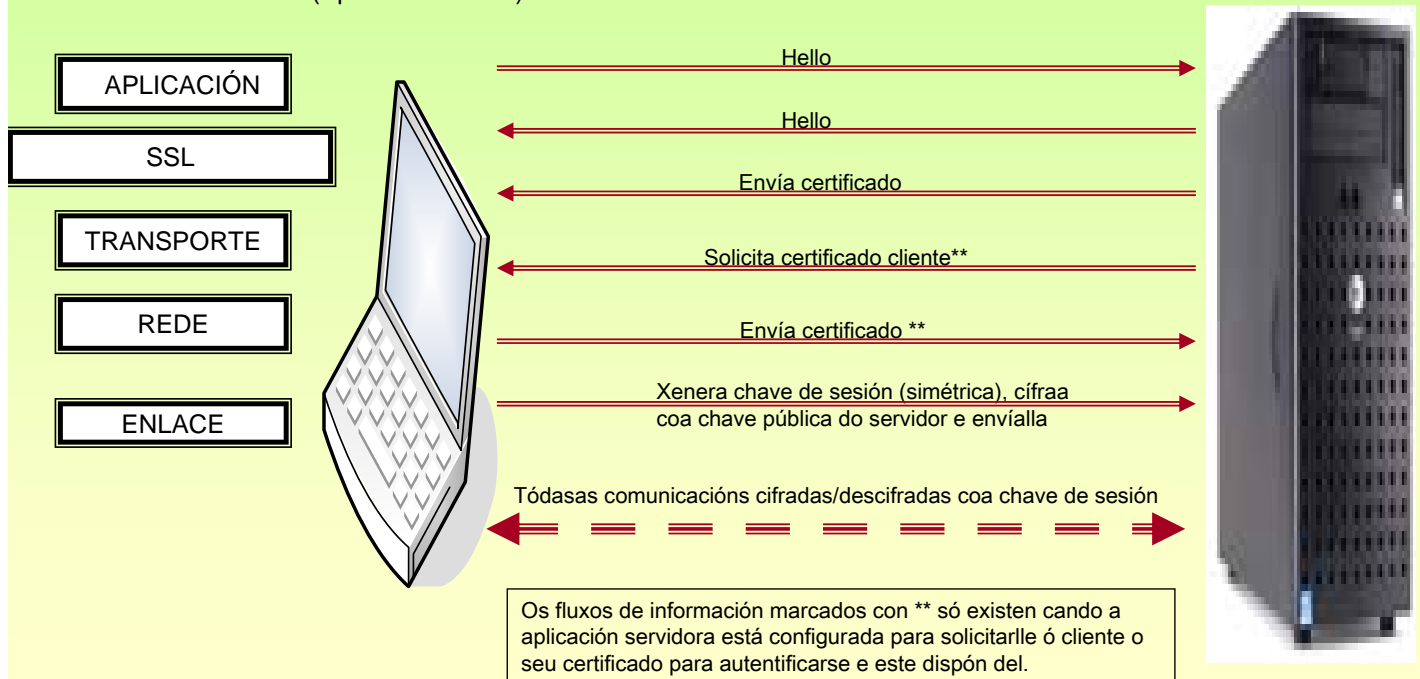 APLICACIÓN
SSL
TRANSPORTE
REDE
ENLACE
Hello
Hello
Envía certificado
Solicita certificado cliente**
Envía certificado **
Xenera chave de sesión (simétrica), cífraa
coa chave pública do servidor e envíalla
Tódasas comunicacións cifradas/descifradas coa chave de sesión
Os fluxos de información marcados con ** só existen cando a
aplicación servidora está configurada para solicitarlle ó cliente o
seu certificado para autentificarse e este dispón del.